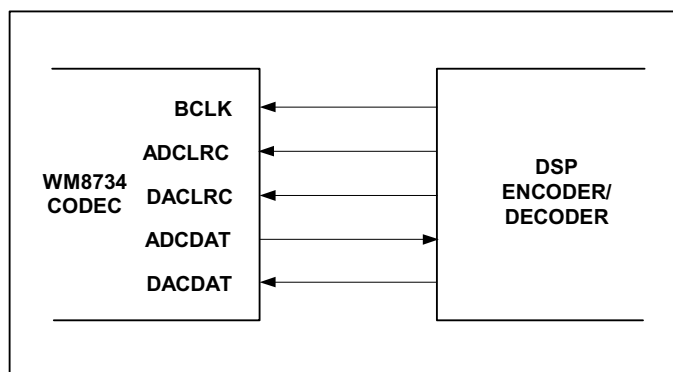 BCLK
ADCLRC
WM8734
CODEC
DACLRC
ADCDAT
DACDAT
DSP
ENCODER/
DECODER